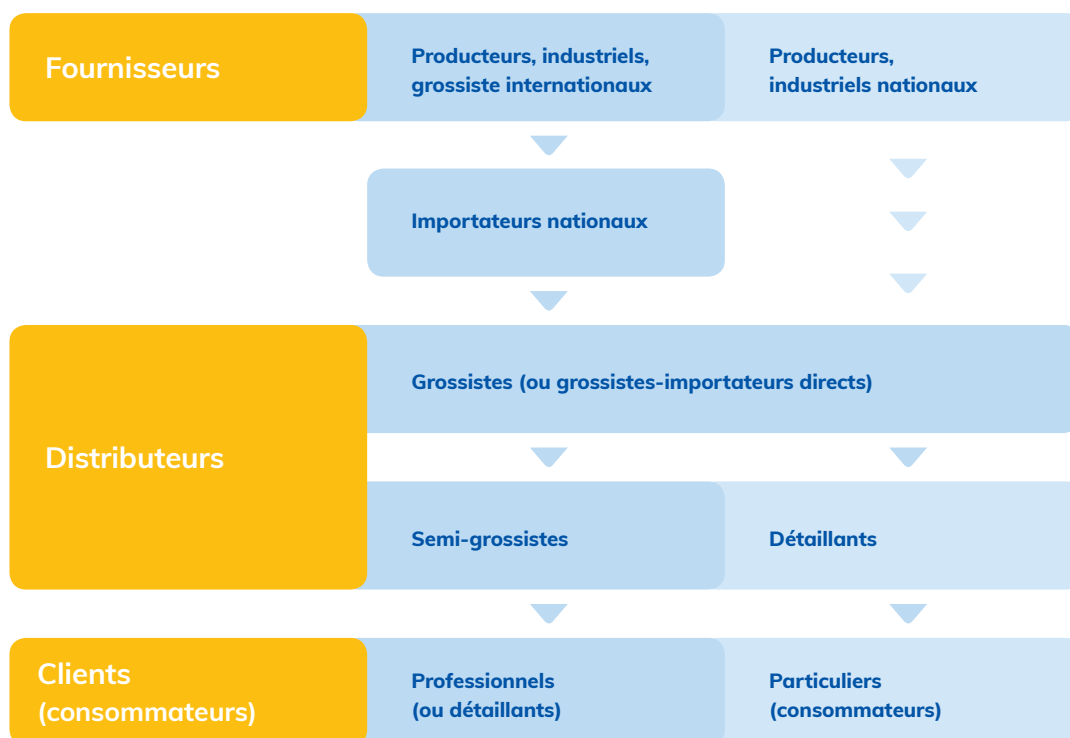 Fournisseurs
Producteurs, industriels,
grossiste internationaux
Producteurs,
industriels nationaux
Importateurs nationaux
Distributeurs
Grossistes (ou grossistes-importateurs directs)
Semi-grossistes
Détaillants
Clients
(consommateurs)
Professionnels
(ou détaillants)
Particuliers
(consommateurs)